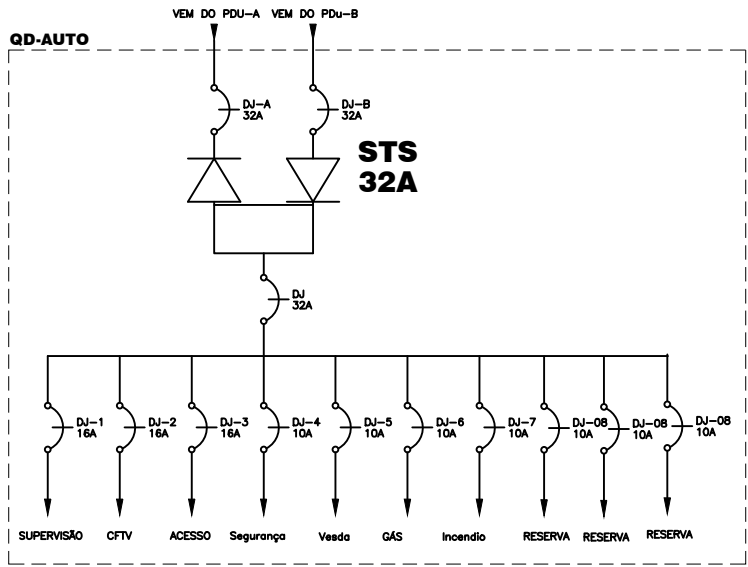 VEM DO PDU-A
VEM DO PDu-B
QD-AUTO
DJ-A
32A
DJ-B
32A
STS
32A
DJ
32A
DJ-1
16A
DJ-2
16A
DJ-3
16A
DJ-4
10A
DJ-5
10A
DJ-6
10A
DJ-7
10A
DJ-08
10A
DJ-08
10A
DJ-08
10A
SUPERVISÃO
CFTV
ACESSO
Segurança
Vesda
GÁS
Incendio
RESERVA
RESERVA
RESERVA